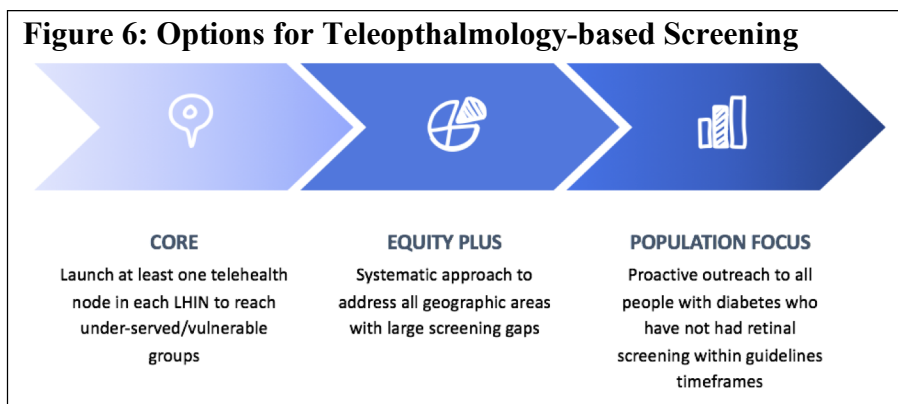 Figure 6: Options for Teleopthalmology-based Screening
CORE
Launch at least one telehealth
node in each LHIN to reach
under-served/vulnerable
groups
EQUITY PLUS
Systematic approach to
address all geographic areas
with large screening gaps
POPULATION FOCUS
Proactive outreach to all
people with diabetes who
have not had retinal
screening within guidelines
timeframes